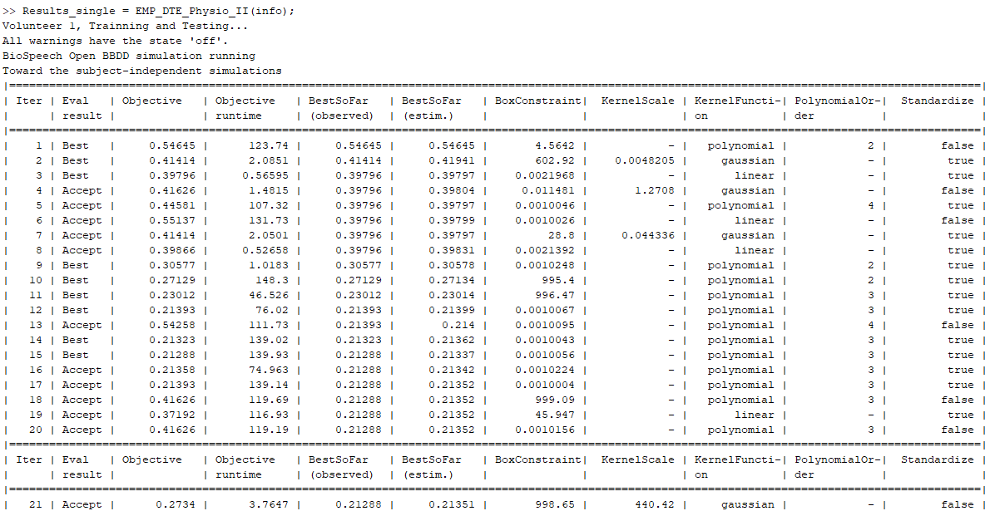 >> Results_single = EMP_DTE_Physio_II(info);
Volunteer 1, Trainning and Testing...
All warnings have the state 'off'.
BioSpeech Open BBDD simulation running
Toward the subject-independent simulations
|====================================================================================================================================================|
| Iter | Eval | Objective | Objective | BestSoFar | BestSoFar | BoxConstraint| KernelScale | KernelFuncti-| PolynomialOr-| Standardize |
| | result | | runtime | (observed) | (estim.) | | | on | der | |
|====================================================================================================================================================|
| 1 | Best | 0.54645 | 123.74 | 0.54645 | 0.54645 | 4.5642 | - | polynomial | 2 | false |
| 2 | Best | 0.41414 | 2.0851 | 0.41414 | 0.41941 | 602.92 | 0.0048205 | gaussian | - | true |
| 3 | Best | 0.39796 | 0.56595 | 0.39796 | 0.39797 | 0.0021968 | - | linear | - | true |
| 4 | Accept | 0.41626 | 1.4815 | 0.39796 | 0.39804 | 0.011481 | 1.2708 | gaussian | - | false |
| 5 | Accept | 0.44581 | 107.32 | 0.39796 | 0.39797 | 0.0010046 | - | polynomial | 4 | true |
| 6 | Accept | 0.55137 | 131.73 | 0.39796 | 0.39799 | 0.0010026 | - | linear | - | false |
| 7 | Accept | 0.41414 | 2.0501 | 0.39796 | 0.39797 | 28.8 | 0.044336 | gaussian | - | true |
| 8 | Accept | 0.39866 | 0.52658 | 0.39796 | 0.39831 | 0.0021392 | - | linear | - | true |
| 9 | Best | 0.30577 | 1.0183 | 0.30577 | 0.30578 | 0.0010248 | - | polynomial | 2 | true |
| 10 | Best | 0.27129 | 148.3 | 0.27129 | 0.27134 | 995.4 | - | polynomial | 2 | true |
| 11 | Best | 0.23012 | 46.526 | 0.23012 | 0.23014 | 996.47 | - | polynomial | 3 | true |
| 12 | Best | 0.21393 | 76.02 | 0.21393 | 0.21399 | 0.0010067 | - | polynomial | 3 | true |
| 13 | Accept | 0.54258 | 111.73 | 0.21393 | 0.214 | 0.0010095 | - | polynomial | 4 | false |
| 14 | Best | 0.21323 | 139.02 | 0.21323 | 0.21362 | 0.0010043 | - | polynomial | 3 | true |
| 15 | Best | 0.21288 | 139.93 | 0.21288 | 0.21337 | 0.0010056 | - | polynomial | 3 | true |
| 16 | Accept | 0.21358 | 74.963 | 0.21288 | 0.21342 | 0.0010224 | - | polynomial | 3 | true |
| 17 | Accept | 0.21393 | 139.14 | 0.21288 | 0.21352 | 0.0010004 | - | polynomial | 3 | true |
| 18 | Accept | 0.41626 | 119.69 | 0.21288 | 0.21352 | 999.09 | - | polynomial | 3 | false |
| 19 | Accept | 0.37192 | 116.93 | 0.21288 | 0.21352 | 45.947 | - | linear | - | true |
| 20 | Accept | 0.41626 | 119.19 | 0.21288 | 0.21352 | 0.0010156 | - | polynomial | 3 | false |
|====================================================================================================================================================|
| Iter | Eval | Objective | Objective | BestSoFar | BestSoFar | BoxConstraint| KernelScale | KernelFuncti-| PolynomialOr-| Standardize |
| | result | | runtime | (observed) | (estim.) | | | on | der | |
|====================================================================================================================================================|
| 21 | Accept | 0.2734 | 3.7647 | 0.21288 | 0.21351 | 998.65 | 440.42 | gaussian | - | false |